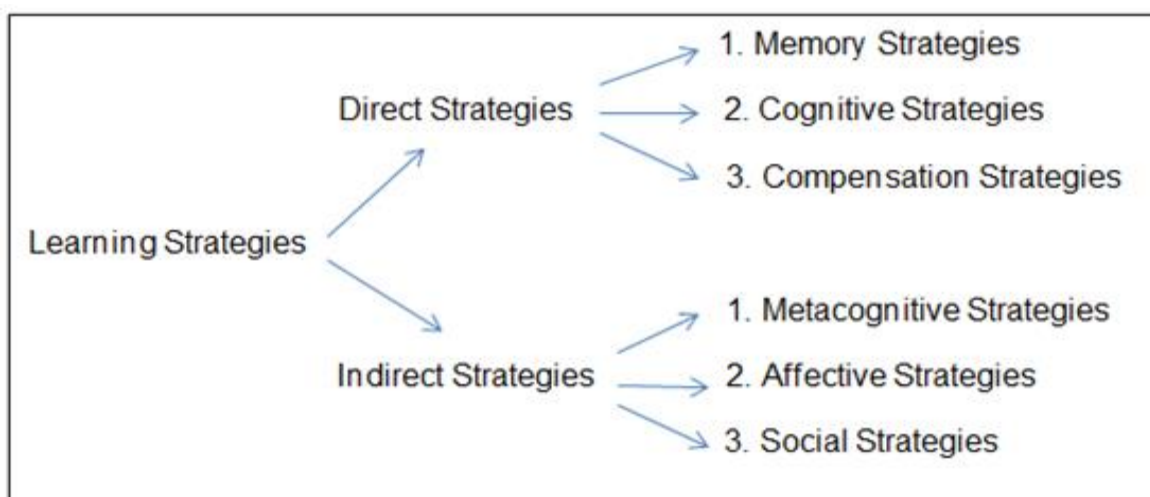 Learning Strategies
Direct Strategies
1. Memory Strategies
2. Cognitive Strategies
3. Compensation Strategies
Indirect Strategies
1. Metacognitive Strategies
2. Affective Strategies
3. Social Strategies